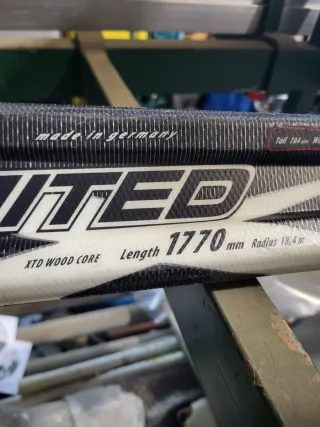 made in germany
Tail 104 mm
ITED
XTD WOOD CORE Length 1770 mm Radius 18,4 m